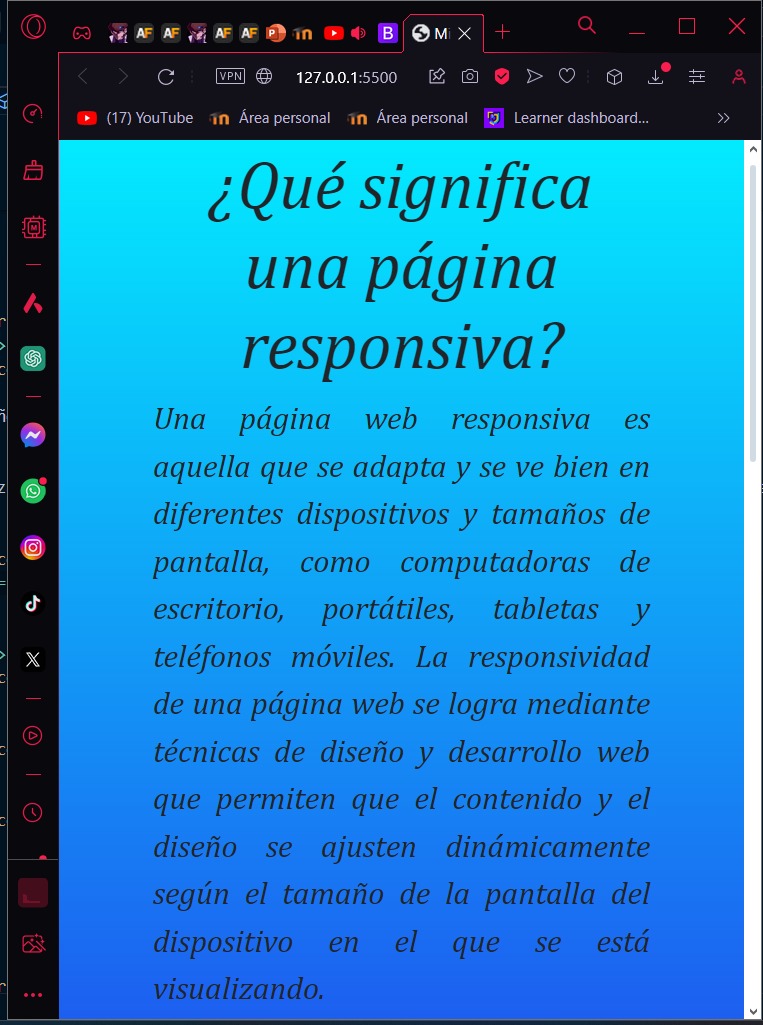 AF AF AF AF P B Mi
VPN 127.0.0.1:5500
(17) YouTube Área personal Área personal Learner dashboard...
¿Qué significa
una página
responsiva?
Una página web responsiva es
aquella que se adapta y se ve bien en
diferentes dispositivos y tamaños de
pantalla, como computadoras de
escritorio, portátiles, tabletas y
teléfonos móviles. La responsividad
de una página web se logra mediante
técnicas de diseño y desarrollo web
que permiten que el contenido y el
diseño se ajusten dinámicamente
según el tamaño de la pantalla del
dispositivo en el que se está
visualizando.